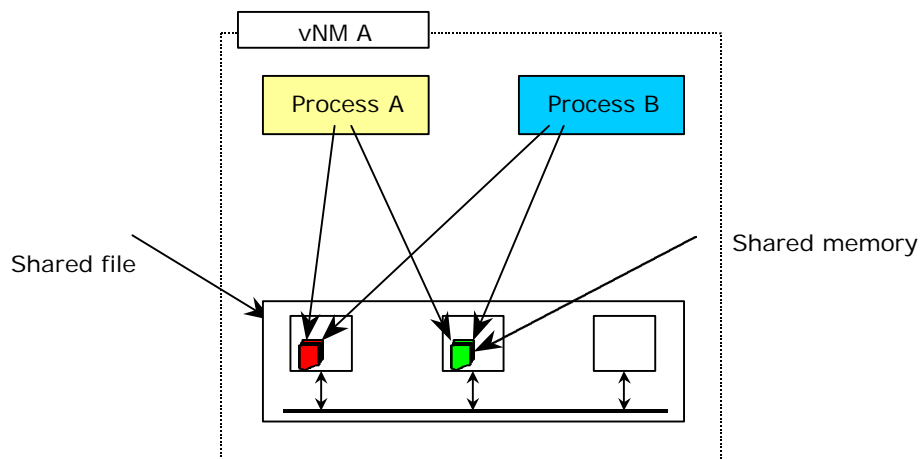 vNM A
Process A
Process B
Shared file
Shared memory